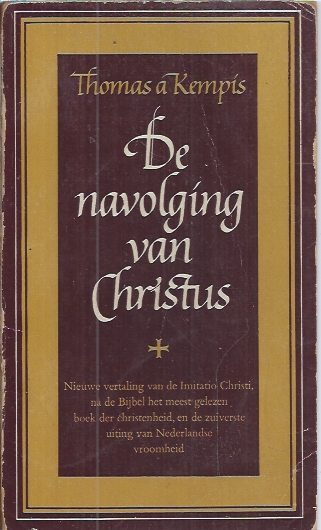 Thomas a Kempis
De
navolging
van
Christus
Nieuwe vertaling van de Imitatio Christi,
na de Bijbel het meest gelezen
boek der christenheid, en de zuiverste
uiting van Nederlandse
vroomheid